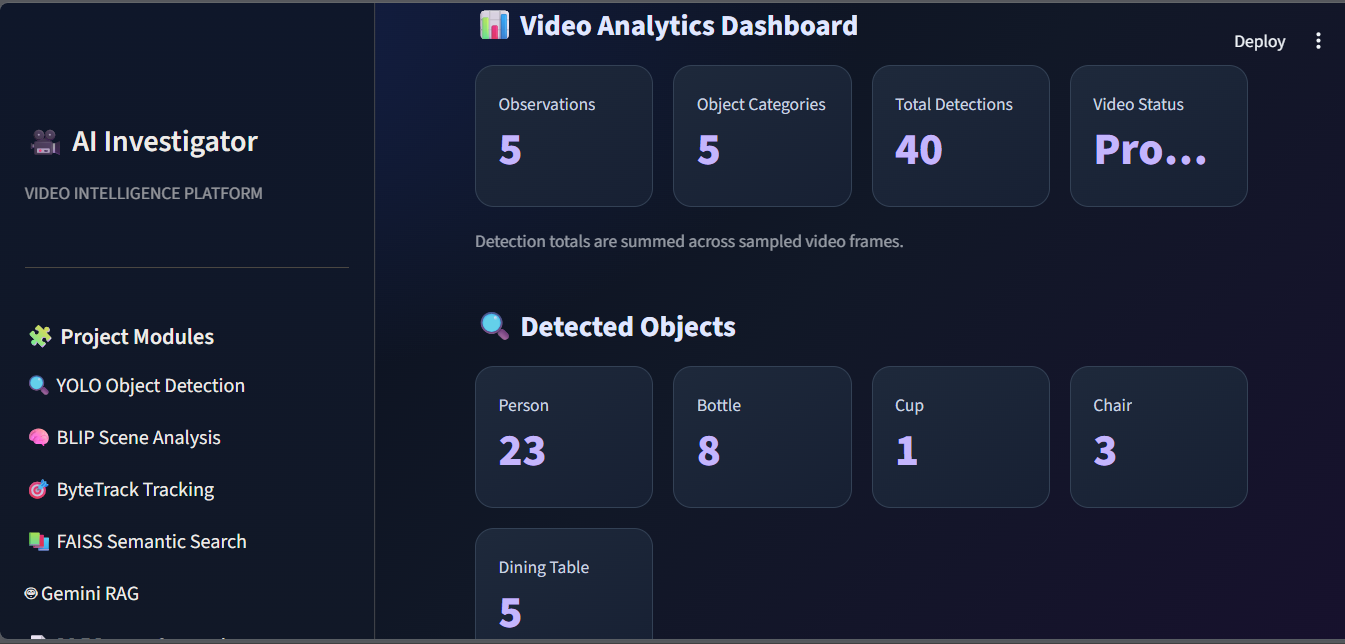 Video Analytics Dashboard
Deploy
Observations
5
Object Categories
5
Total Detections
40
Video Status
Pro...
Detection totals are summed across sampled video frames.
Detected Objects
Person
23
Bottle
8
Cup
1
Chair
3
Dining Table
5
AI Investigator
VIDEO INTELLIGENCE PLATFORM
Project Modules
YOLO Object Detection
BLIP Scene Analysis
ByteTrack Tracking
FAISS Semantic Search
Gemini RAG